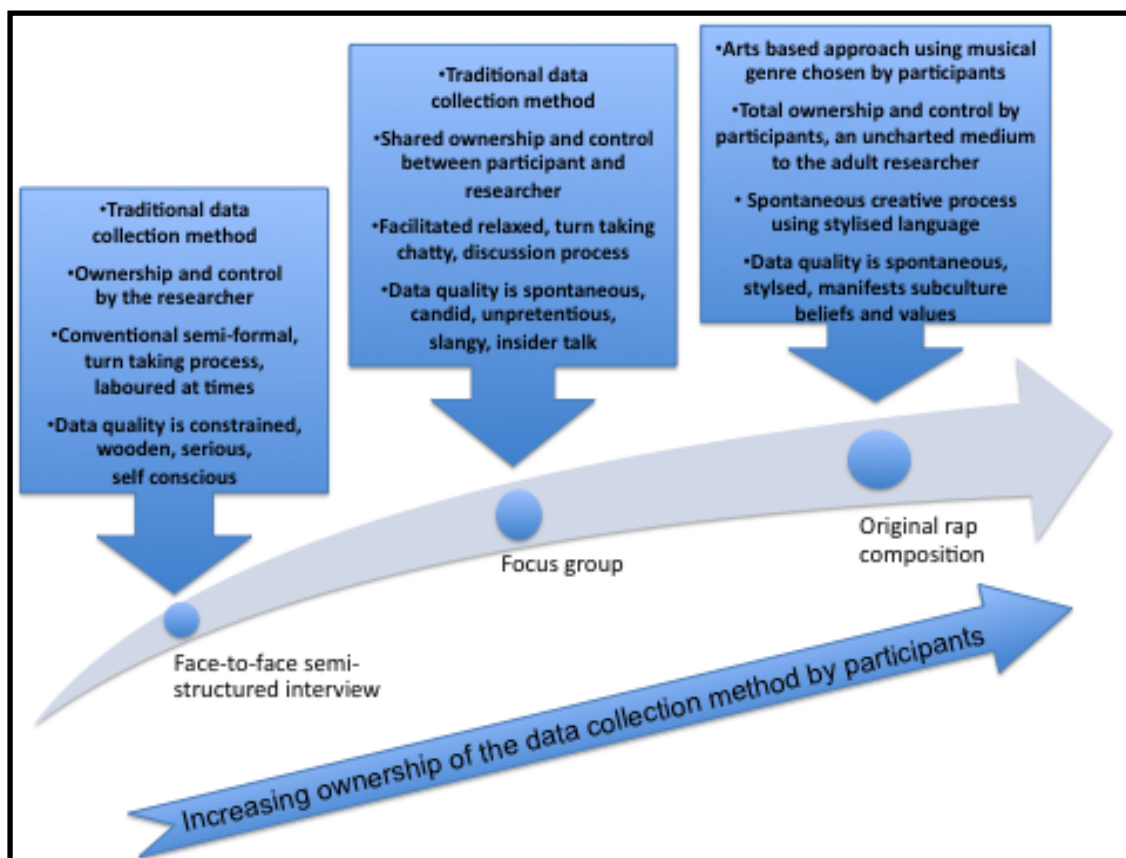 •Traditional data
collection method
•Ownership and control
by the researcher
•Conventional semi-formal,
turn taking process,
laboured at times
•Data quality is constrained,
wooden, serious,
self conscious
•Traditional data
collection method
•Shared ownership and control
between participant and
researcher
•Facilitated relaxed, turn taking
chatty, discussion process
•Data quality is spontaneous,
candid, unpretentious,
slangy, insider talk
•Arts based approach using musical
genre chosen by participants
•Total ownership and control by
participants, an uncharted medium
to the adult researcher
• Spontaneous creative process
using stylised language
•Data quality is spontaneous,
stylsed, manifests subculture
beliefs and values
Face-to-face semi-
structured interview
Focus group
Original rap
composition
Increasing ownership of the data collection method by participants